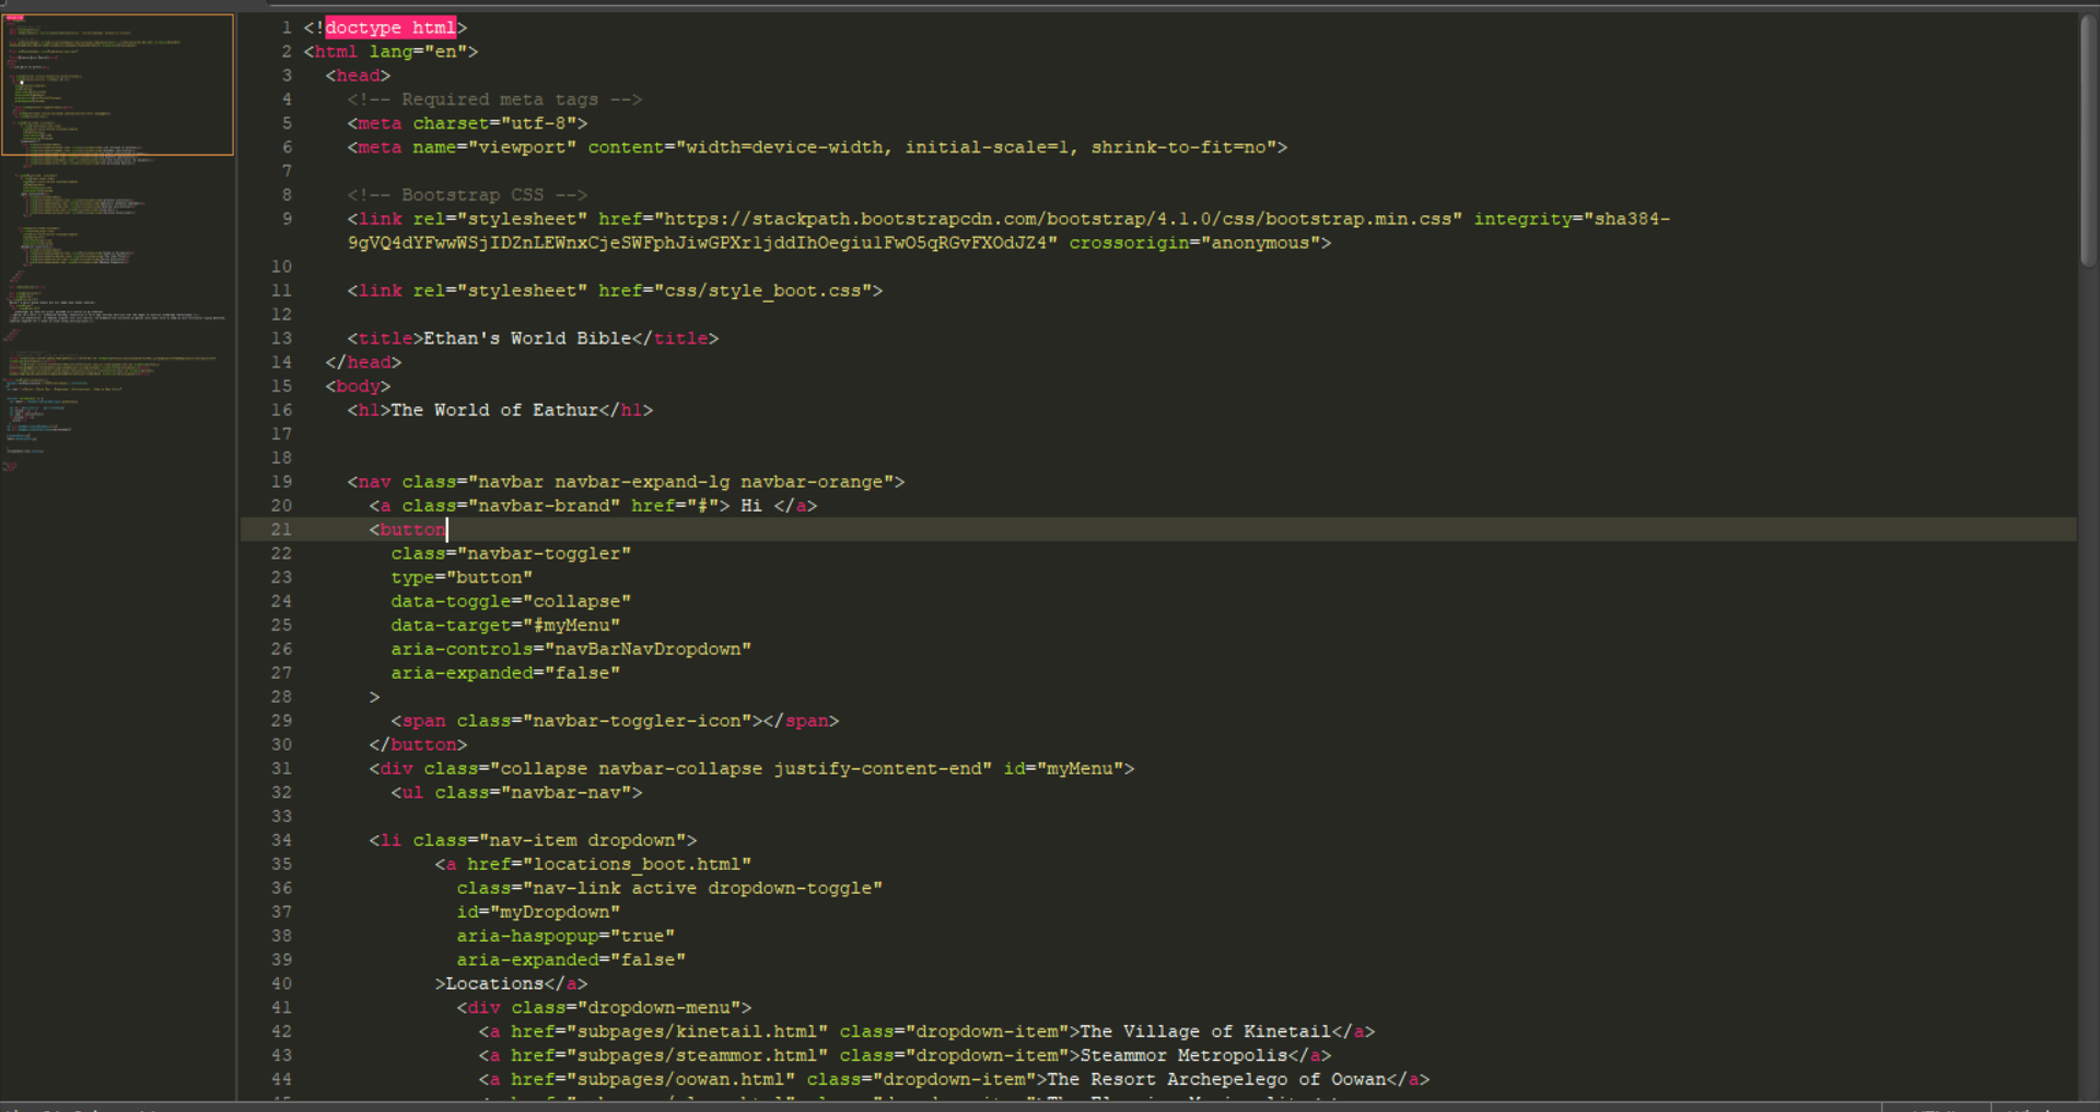 1 <!doctype html>
2 <html lang="en">
3 <head>
4 <!-- Required meta tags -->
5 <meta charset="utf-8">
6 <meta name="viewport" content="width=device-width, initial-scale=1, shrink-to-fit=no">
7
8 <!-- Bootstrap CSS -->
9 <link rel="stylesheet" href="https://stackpath.bootstrapcdn.com/bootstrap/4.1.0/css/bootstrap.min.css" integrity="sha384-
9gVQ4dYFwwWSjIDZnLEWnxCjeSWFphJiwGPXr1jddIhOegiu1FwO5qRGvFXOdJZ4" crossorigin="anonymous">
10
11 <link rel="stylesheet" href="css/style_boot.css">
12
13 <title>Ethan's World Bible</title>
14 </head>
15 <body>
16 <h1>The World of Eathur</h1>
17
18
19 <nav class="navbar navbar-expand-lg navbar-orange">
20 <a class="navbar-brand" href="#"> Hi </a>
21 <button
22 class="navbar-toggler"
23 type="button"
24 data-toggle="collapse"
25 data-target="#myMenu"
26 aria-controls="navBarNavDropdown"
27 aria-expanded="false"
28 >
29 <span class="navbar-toggler-icon"></span>
30 </button>
31 <div class="collapse navbar-collapse justify-content-end" id="myMenu">
32 <ul class="navbar-nav">
33
34 <li class="nav-item dropdown">
35 <a href="locations_boot.html"
36 class="nav-link active dropdown-toggle"
37 id="myDropdown"
38 aria-haspopup="true"
39 aria-expanded="false"
40 >Locations</a>
41 <div class="dropdown-menu">
42 <a href="subpages/kinetail.html" class="dropdown-item">The Village of Kinetail</a>
43 <a href="subpages/steammor.html" class="dropdown-item">Steammor Metropolis</a>
44 <a href="subpages/oowan.html" class="dropdown-item">The Resort Archepelego of Oowan</a>